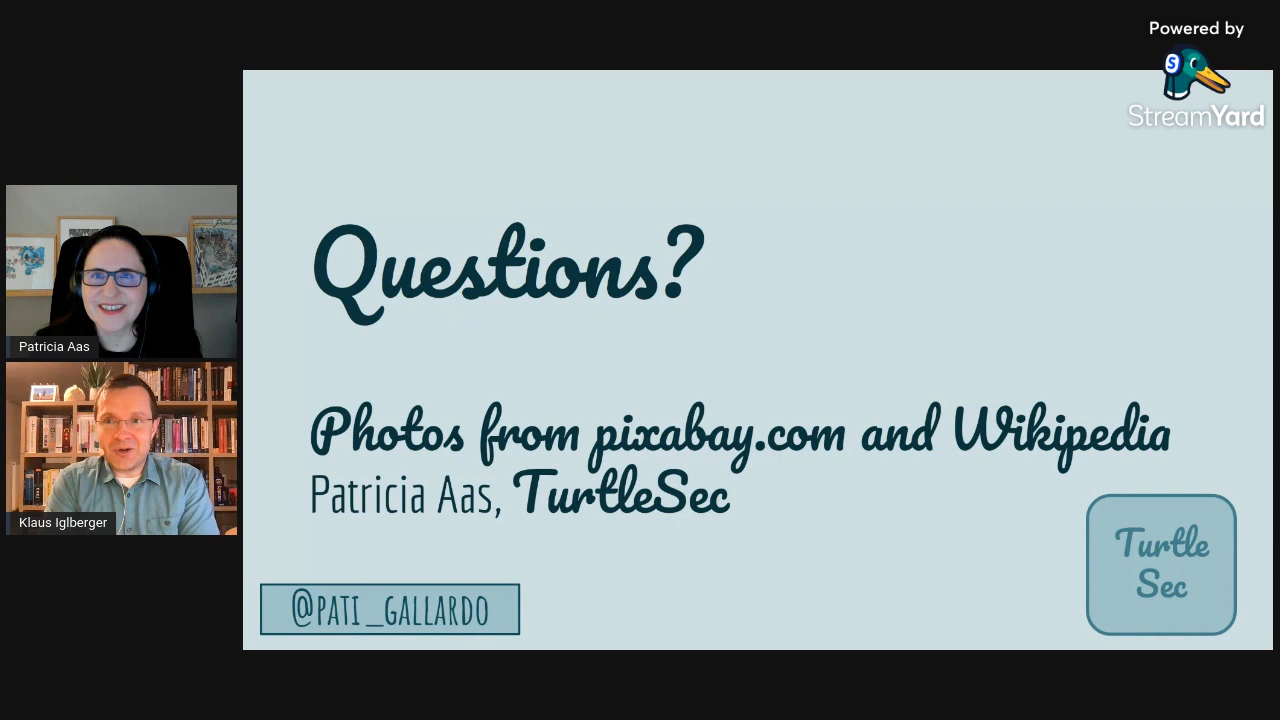 Powered by
StreamYard
Questions?
Photos from pixabay.com and Wikipedia
Patricia Aas, TurtleSec
Turtle
Sec
@PATI_GALLARDO
Patricia Aas
Klaus Iglberger